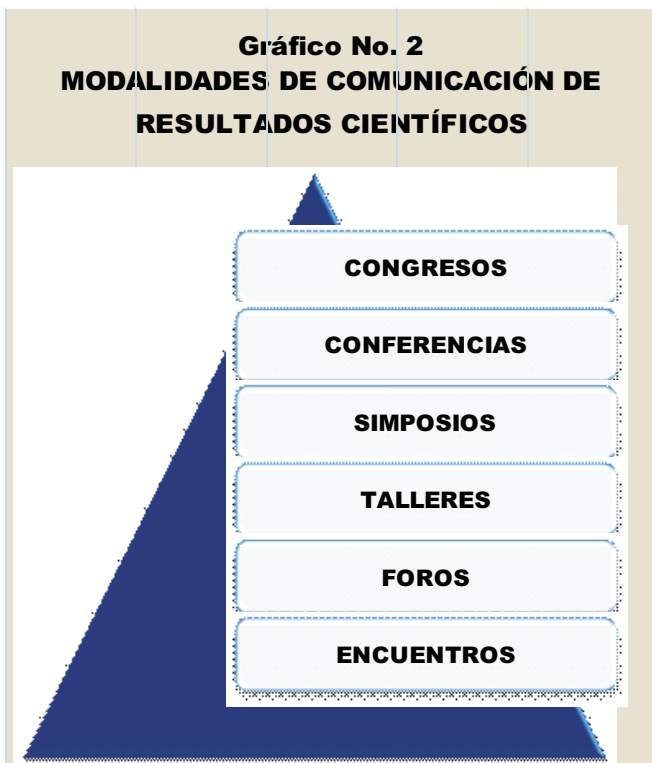 Gráfico No. 2
MODALIDADES DE COMUNICACIÓN DE
RESULTADOS CIENTÍFICOS
CONGRESOS
CONFERENCIAS
SIMPOSIOS
TALLERES
FOROS
ENCUENTROS